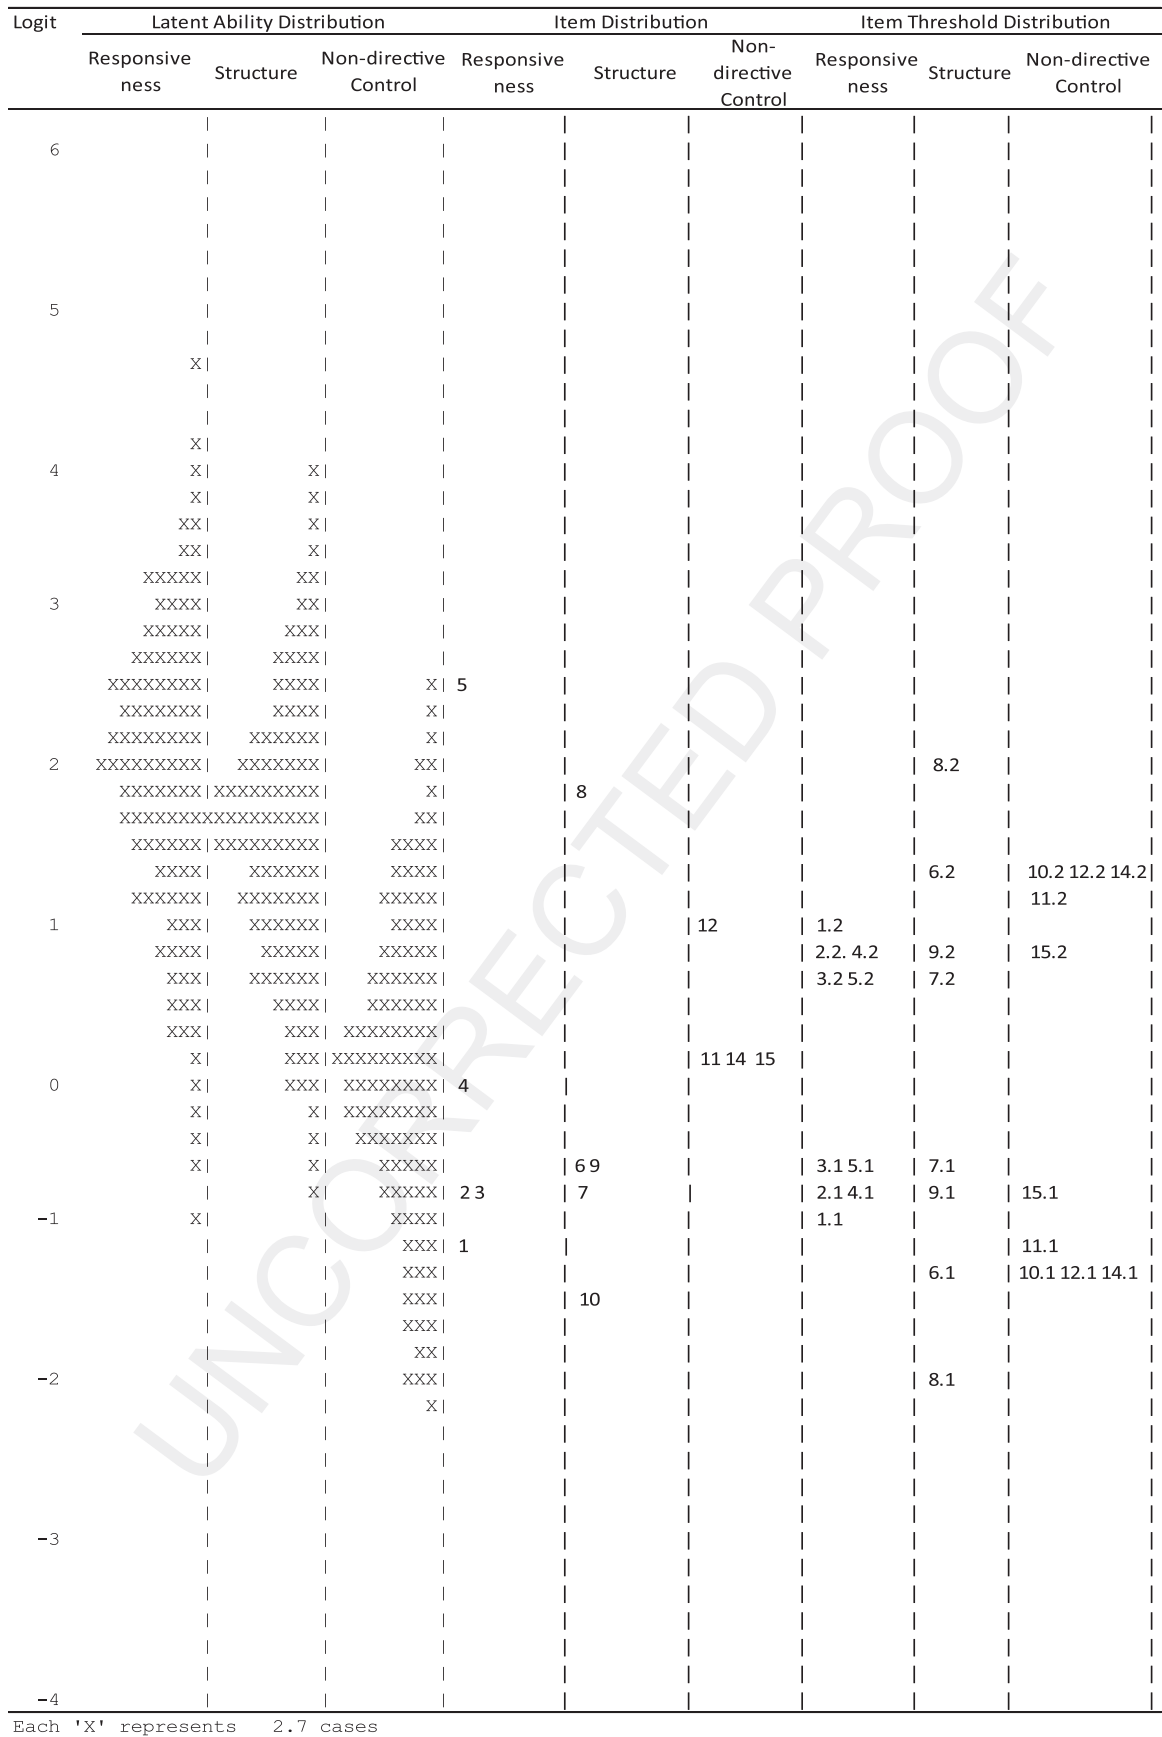 Logit Latent Ability Distribution Item Distribution Item Threshold Distribution
Responsive ness Structure Non-directive Control Responsive ness Structure Non- directive Control Responsive ness Structure Non-directive Control
6 | | | | | | | | |
| | | | | | | | |
| | | | | | | | |
| | | | | | | | |
| | | | | | | | |
| | | | | | | | |
5 | | | | | | | | |
| | | | | | | | |
X| | | | | | | | |
| | | | | | | | |
| | | | | | | | |
X| | | | | | | | |
4 X| X| | | | | | | |
X| X| | | | | | | |
XX| X| | | | | | | |
XX| X| | | | | | | |
XXXXX| XX| | | | | | | |
3 XXXX| XX| | | | | | | |
XXXXX| XXX| | | | | | | |
XXXXXX| XXXX| | | | | | | |
XXXXXXXX| XXXX| X| 5 | | | | | |
XXXXXXX| XXXX| X| | | | | | |
XXXXXXXX| XXXXXX| X| | | | | | |
2 XXXXXXXXX| XXXXXXX| XX| | | | | 8.2 | |
XXXXXXX|XXXXXXXXX| X| | 8 | | | | |
XXXXXXXXXXXXXXXXX| XX| | | | | | |
XXXXXX|XXXXXXXXX| XXXX| | | | | | |
XXXX| XXXXXX| XXXX| | | | | 6.2 | 10.2 12.2 14.2 |
XXXXXX| XXXXXXX| XXXXX| | | | | | 11.2 |
1 XXX| XXXXXX| XXXX| | | 12 | 1.2 | | |
XXXX| XXXXX| XXXXX| | | | 2.2. 4.2 | 9.2 | 15.2 |
XXX| XXXXXX| XXXXXX| | | | 3.2 5.2 | 7.2 | |
XXX| XXXX| XXXXXX| | | | | | |
XXX| XXX| XXXXXXXX| | | | | | |
X| XXX|XXXXXXXXX| | | 11 14 15 | | | |
0 X| XXX| XXXXXXXX| 4 | | | | | |
X| X| XXXXXXXX| | | | | | |
X| X| XXXXXXX| | | | | | |
X| X| XXXXX| | 6 9 | | 3.1 5.1 | 7.1 | |
| X| XXXXX| 2 3 | 7 | | 2.1 4.1 | 9.1 | 15.1 |
-1 X| | XXXX| | | | 1.1 | | |
| | XXX| 1 | | | | | 11.1 |
| | XXX| | | | | 6.1 | 10.1 12.1 14.1 |
| | XXX| | 10 | | | | |
| | XXX| | | | | | |
| | XX| | | | | | |
-2 | | XXX| | | | | 8.1 | |
| | X| | | | | | |
| | | | | | | | |
| | | | | | | | |
| | | | | | | | |
| | | | | | | | |
-3 | | | | | | | | |
| | | | | | | | |
| | | | | | | | |
| | | | | | | | |
| | | | | | | | |
| | | | | | | | |
-4 | | | | | | | | |
Each 'X' represents 2.7 cases
UNCORRECTED PROOF